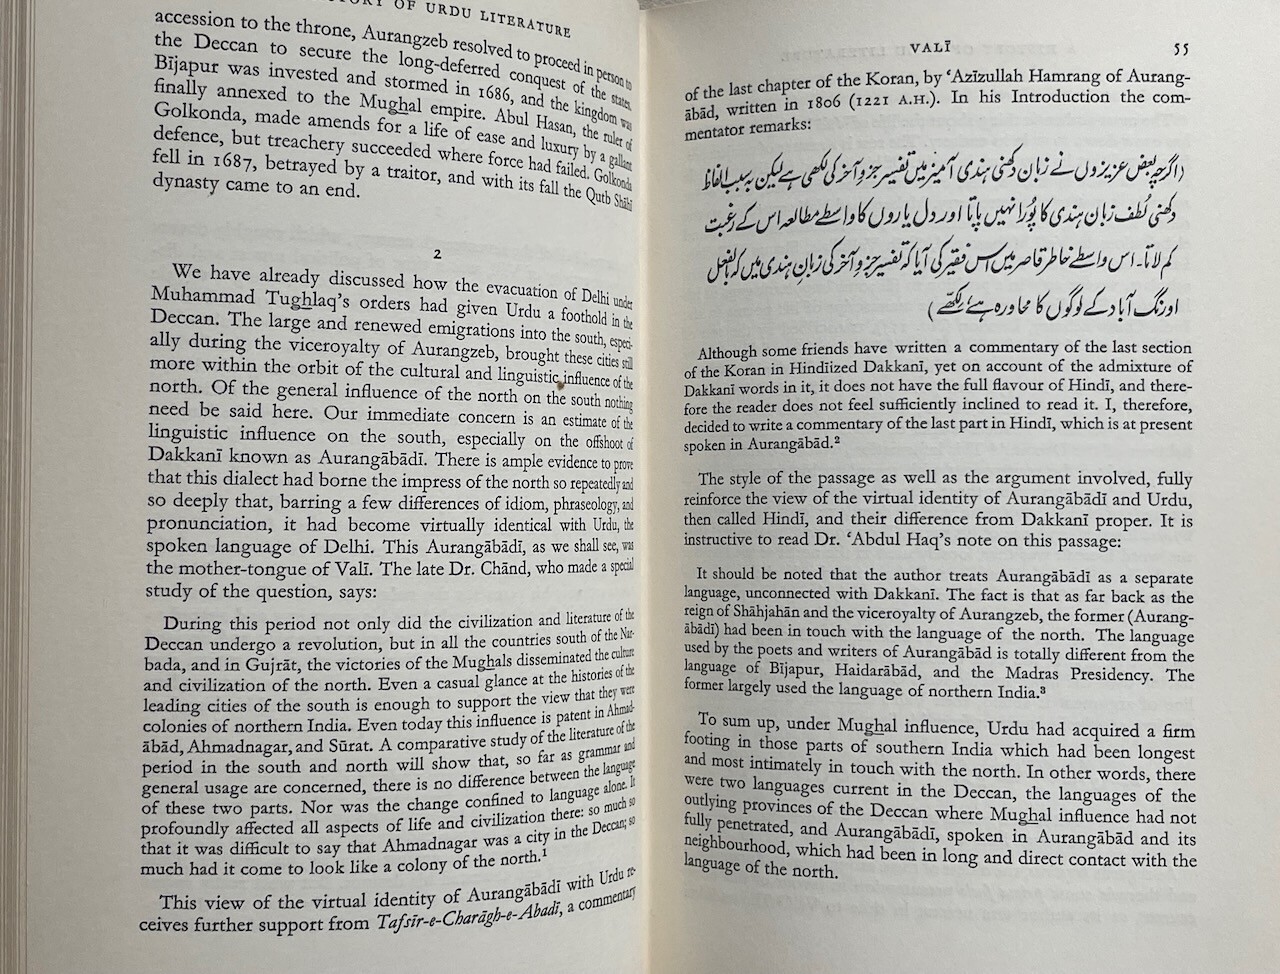 STORY OF URDU LITERATURE
accession to the throne, Aurangzeb resolved to proceed in person to
the Deccan to secure the long-deferred conquest of the states.
Bījapur was invested and stormed in 1686, and the kingdom was
finally annexed to the Mughal empire. Abul Hasan, the ruler of
Golkonda, made amends for a life of ease and luxury by a gallant
defence, but treachery succeeded where force had failed. Golkonda
fell in 1687, betrayed by a traitor, and with its fall the Qutb Shāhī
dynasty came to an end.
2
We have already discussed how the evacuation of Delhi under
Muhammad Tughlaq's orders had given Urdu a foothold in the
Deccan. The large and renewed emigrations into the south, especi-
ally during the viceroyalty of Aurangzeb, brought these cities still
more within the orbit of the cultural and linguistic influence of the
north. Of the general influence of the north on the south nothing
need be said here. Our immediate concern is an estimate of the
linguistic influence on the south, especially on the offshoot of
Dakkanī known as Aurangābādī. There is ample evidence to prove
that this dialect had borne the impress of the north so repeatedly and
so deeply that, barring a few differences of idiom, phraseology, and
pronunciation, it had become virtually identical with Urdu, the
spoken language of Delhi. This Aurangābādī, as we shall see, was
the mother-tongue of Valī. The late Dr. Chānd, who made a special
study of the question, says:
During this period not only did the civilization and literature of the
Deccan undergo a revolution, but in all the countries south of the Nar-
bada, and in Gujrāt, the victories of the Mughals disseminated the culture
and civilization of the north. Even a casual glance at the histories of the
leading cities of the south is enough to support the view that they were
colonies of northern India. Even today this influence is patent in Ahmad-
ābād, Ahmadnagar, and Sūrat. A comparative study of the literature of the
period in the south and north will show that, so far as grammar and
general usage are concerned, there is no difference between the language
of these two parts. Nor was the change confined to language alone. It
profoundly affected all aspects of life and civilization there: so much so
that it was difficult to say that Ahmadnagar was a city in the Deccan; so
much had it come to look like a colony of the north.¹
This view of the virtual identity of Aurangābādī with Urdu re-
ceives further support from Tafsīr-e-Charāgh-e-Abadī, a commentary
VALĪ 55
of the last chapter of the Koran, by ‘Azīzullah Hamrang of Aurang-
ābād, written in 1806 (1221 A.H.). In his Introduction the com-
mentator remarks:
(اگرچہ بعض عزیزوں نے زبان دکھنی ہندی آمیز میں تفسیر جزو آخر کی لکھی ہے لیکن بہ سبب الفاظ
دکھنی لُطف زبان ہندی کا پُورا نہیں پاتا اور دل یاروں کا واسطے مطالعہ اس کے رغبت
کم لاتا۔ اس واسطے خاطر قاصر میں اس فقیر کی آیا کہ تفسیر جزو آخر کی زبانِ ہندی میں کہ بالفعل
اورنگ آباد کے لوگوں کا محاورہ ہے لکھّے)
Although some friends have written a commentary of the last section
of the Koran in Hindiized Dakkanī, yet on account of the admixture of
Dakkanī words in it, it does not have the full flavour of Hindī, and there-
fore the reader does not feel sufficiently inclined to read it. I, therefore,
decided to write a commentary of the last part in Hindī, which is at present
spoken in Aurangābād.²
The style of the passage as well as the argument involved, fully
reinforce the view of the virtual identity of Aurangābādī and Urdu,
then called Hindī, and their difference from Dakkanī proper. It is
instructive to read Dr. ‘Abdul Haq's note on this passage:
It should be noted that the author treats Aurangābādī as a separate
language, unconnected with Dakkanī. The fact is that as far back as the
reign of Shāhjahān and the viceroyalty of Aurangzeb, the former (Aurang-
ābādī) had been in touch with the language of the north. The language
used by the poets and writers of Aurangābād is totally different from the
language of Bījapur, Haidarābād, and the Madras Presidency. The
former largely used the language of northern India.³
To sum up, under Mughal influence, Urdu had acquired a firm
footing in those parts of southern India which had been longest
and most intimately in touch with the north. In other words, there
were two languages current in the Deccan, the languages of the
outlying provinces of the Deccan where Mughal influence had not
fully penetrated, and Aurangābādī, spoken in Aurangābād and its
neighbourhood, which had been in long and direct contact with the
language of the north.